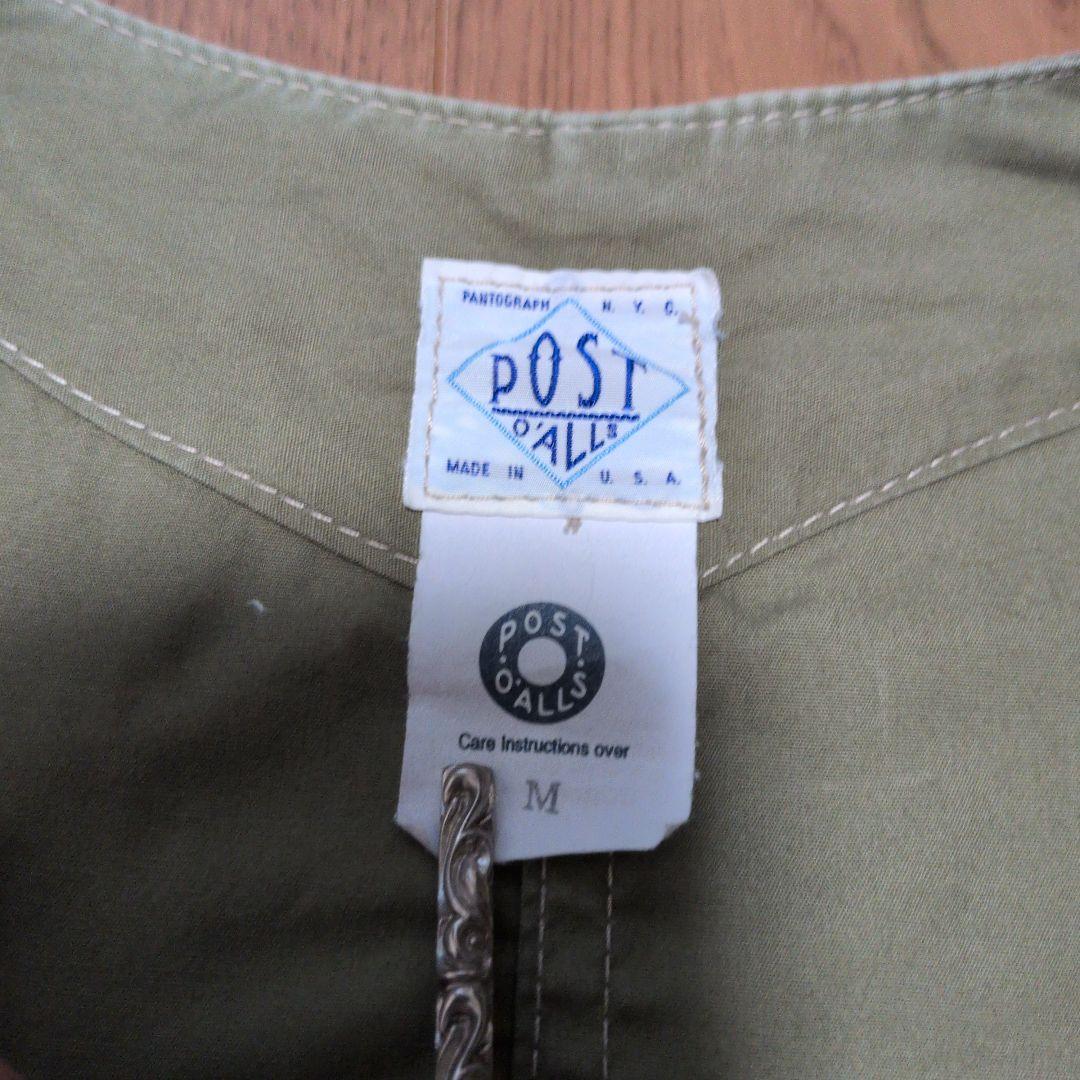 PANTOGRAPH N. Y. C.
POST
O'ALLS
MADE IN U. S. A.
POST
O'ALLS
Care Instructions over
M